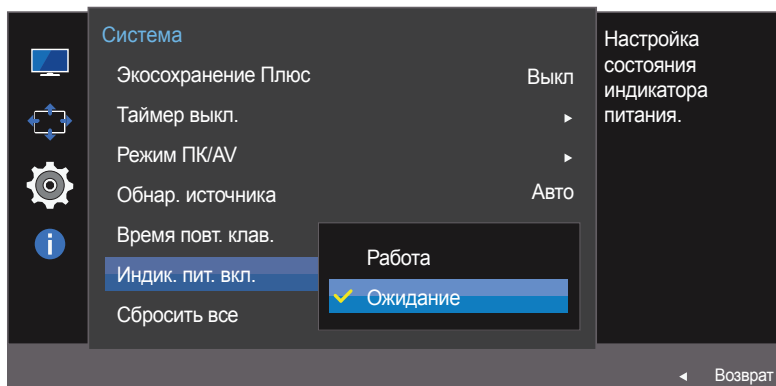 Система
Экосохранение Плюс Выкл
Таймер выкл.
Режим ПК/AV
Обнар. источника Авто
Время повт. клав.
Индик. пит. вкл.
Сбросить все
Работа
Ожидание
Настройка
состояния
индикатора
питания.
Возврат